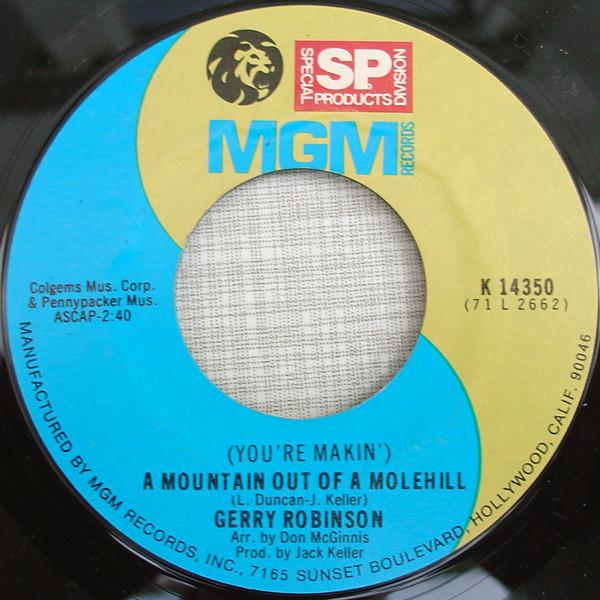 SPECIAL
SP
PRODUCTS
DIVISION
MGM
RECORDS
Colgems Mus. Corp.
& Pennypacker Mus.
ASCAP-2:40
K 14350
(71 L 2662)
(YOU'RE MAKIN')
A MOUNTAIN OUT OF A MOLEHILL
(L. Duncan-J. Keller)
GERRY ROBINSON
Arr. by Don McGinnis
Prod. by Jack Keller
MANUFACTURED BY MGM RECORDS, INC., 7165 SUNSET BOULEVARD, HOLLYWOOD, CALIF. 90046